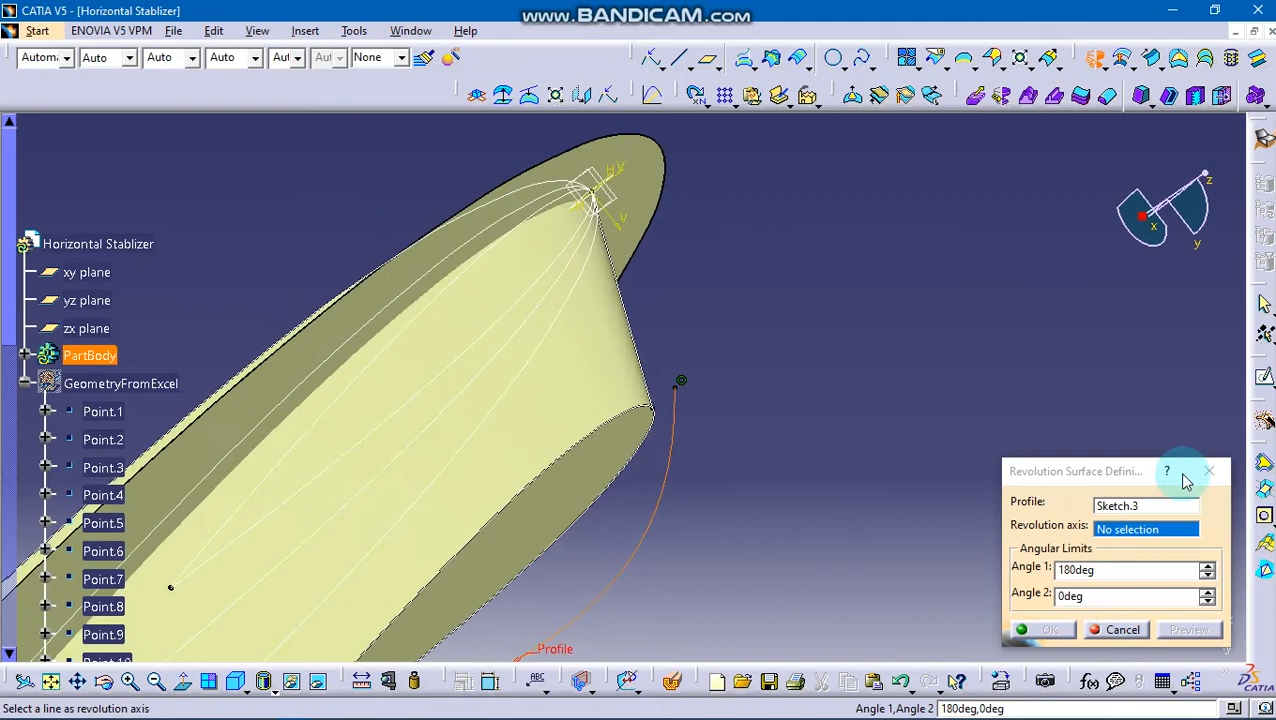 CATIA V5 - [Horizontal Stablizer]
www.BANDICAM.com
Start ENOVIA V5 VPM File Edit View Insert Tools Window Help
Automa Auto Auto Auto Aut Aut None
Horizontal Stablizer
xy plane
yz plane
zx plane
PartBody
GeometryFromExcel
Point.1
Point.2
Point.3
Point.4
Point.5
Point.6
Point.7
Point.8
Point.9
Point.10
H V
V
z
x
y
Profile
Revolution Surface Defini... ?
Profile: Sketch.3
Revolution axis: No selection
Angular Limits
Angle 1: 180deg
Angle 2: 0deg
OK Cancel Preview
Select a line as revolution axis
Angle 1,Angle 2 180deg,0deg